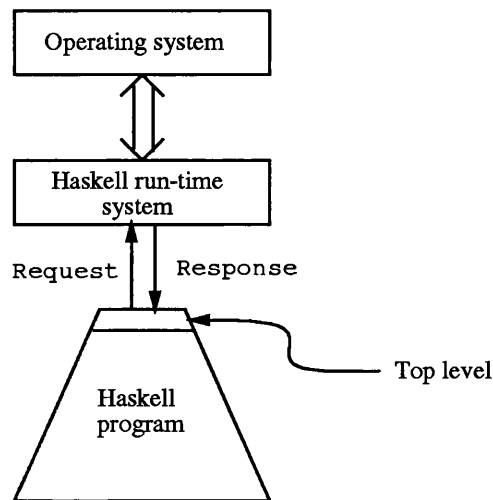 Operating system
Haskell run-time
system
Request
Response
Top level
Haskell
program